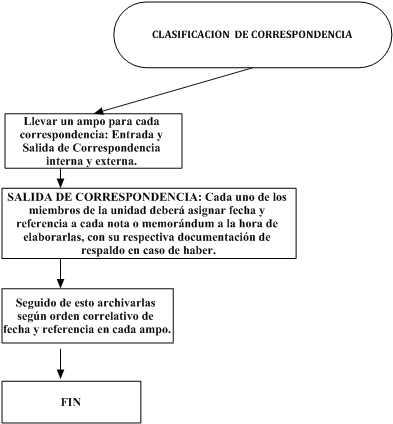 CLASIFICACION DE CORRESPONDENCIA
Llevar un ampo para cada
correspondencia: Entrada y
Salida de Correspondencia
interna y externa.
SALIDA DE CORRESPONDENCIA: Cada uno de los
miembros de la unidad deberá asignar fecha y
referencia a cada nota o memorándum a la hora de
elaborarlas, con su respectiva documentación de
respaldo en caso de haber.
Seguido de esto archivarlas
según orden correlativo de
fecha y referencia en cada ampo.
FIN